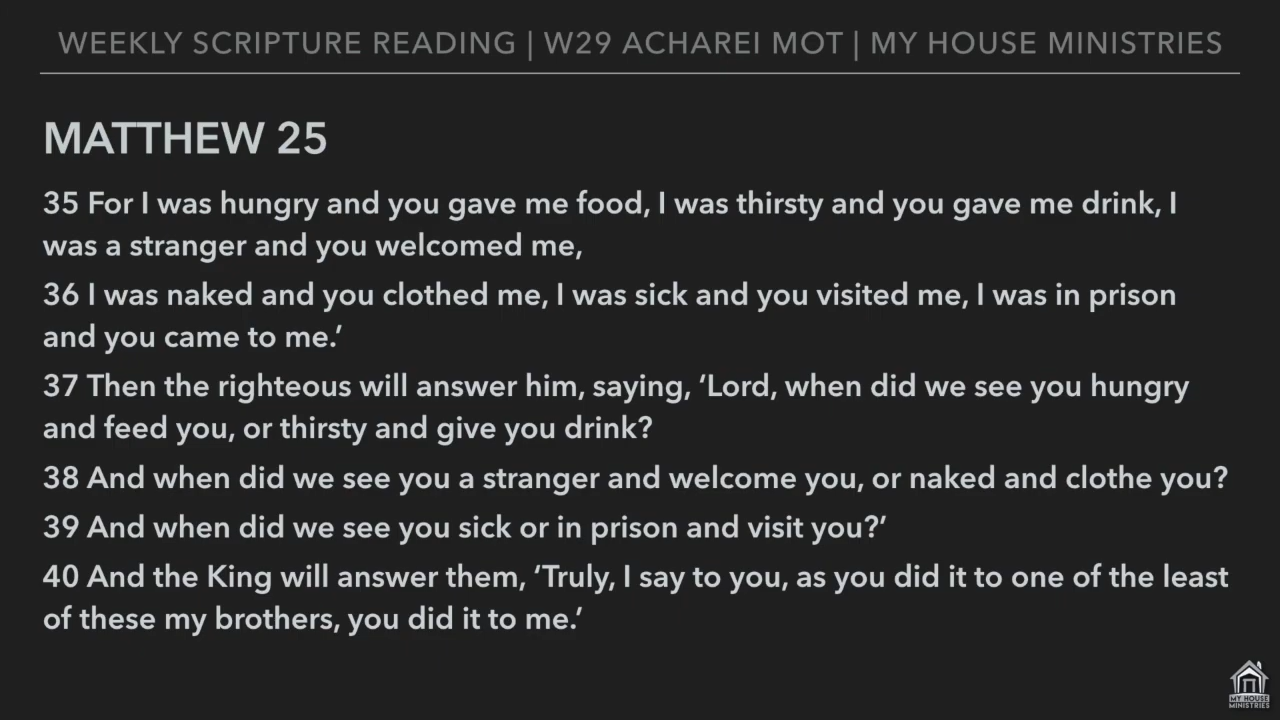 WEEKLY SCRIPTURE READING | W29 ACHAREI MOT | MY HOUSE MINISTRIES
MATTHEW 25
35 For I was hungry and you gave me food, I was thirsty and you gave me drink, I
was a stranger and you welcomed me,
36 I was naked and you clothed me, I was sick and you visited me, I was in prison
and you came to me.’
37 Then the righteous will answer him, saying, ‘Lord, when did we see you hungry
and feed you, or thirsty and give you drink?
38 And when did we see you a stranger and welcome you, or naked and clothe you?
39 And when did we see you sick or in prison and visit you?’
40 And the King will answer them, ‘Truly, I say to you, as you did it to one of the least
of these my brothers, you did it to me.’
MY HOUSE
MINISTRIES